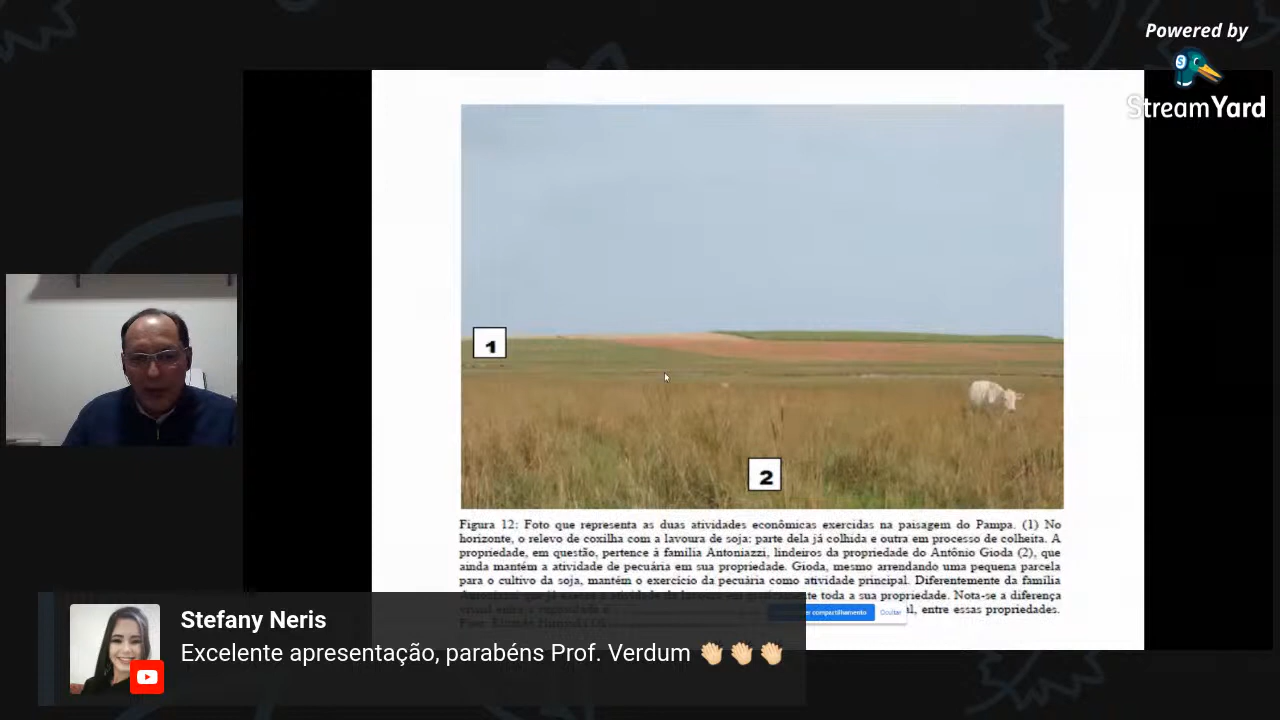 Powered by
StreamYard
1
2
Figura 12: Foto que representa as duas atividades econômicas exercidas na paisagem do Pampa. (1) No
horizonte, o relevo de coxilha com a lavoura de soja: parte dela já colhida e outra em processo de colheita. A
propriedade, em questão, pertence à família Antoniazzi, lindeiros da propriedade do Antônio Gioda (2), que
ainda mantém a atividade de pecuária em sua propriedade. Gioda, mesmo arrendando uma pequena parcela
para o cultivo da soja, mantém o exercício da pecuária como atividade principal. Diferentemente da família
toda a sua propriedade. Nota-se a diferença
entre essas propriedades.
compartilhamento
Ocultar
Stefany Neris
Excelente apresentação, parabéns Prof. Verdum 👏🏻 👏🏻 👏🏻